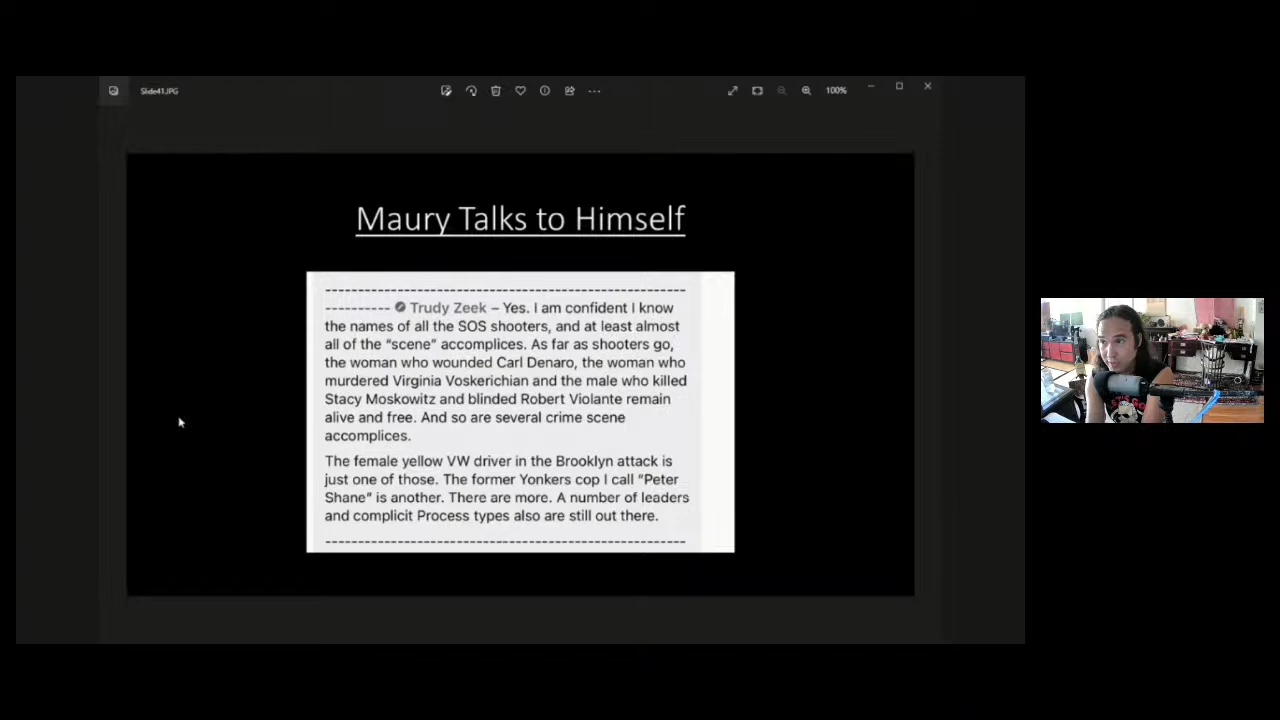 Slide41.JPG
100%
Maury Talks to Himself
--------------------------------------------------------
---------- Trudy Zeek – Yes. I am confident I know
the names of all the SOS shooters, and at least almost
all of the “scene” accomplices. As far as shooters go,
the woman who wounded Carl Denaro, the woman who
murdered Virginia Voskerichian and the male who killed
Stacy Moskowitz and blinded Robert Violante remain
alive and free. And so are several crime scene
accomplices.
The female yellow VW driver in the Brooklyn attack is
just one of those. The former Yonkers cop I call “Peter
Shane” is another. There are more. A number of leaders
and complicit Process types also are still out there.
--------------------------------------------------------